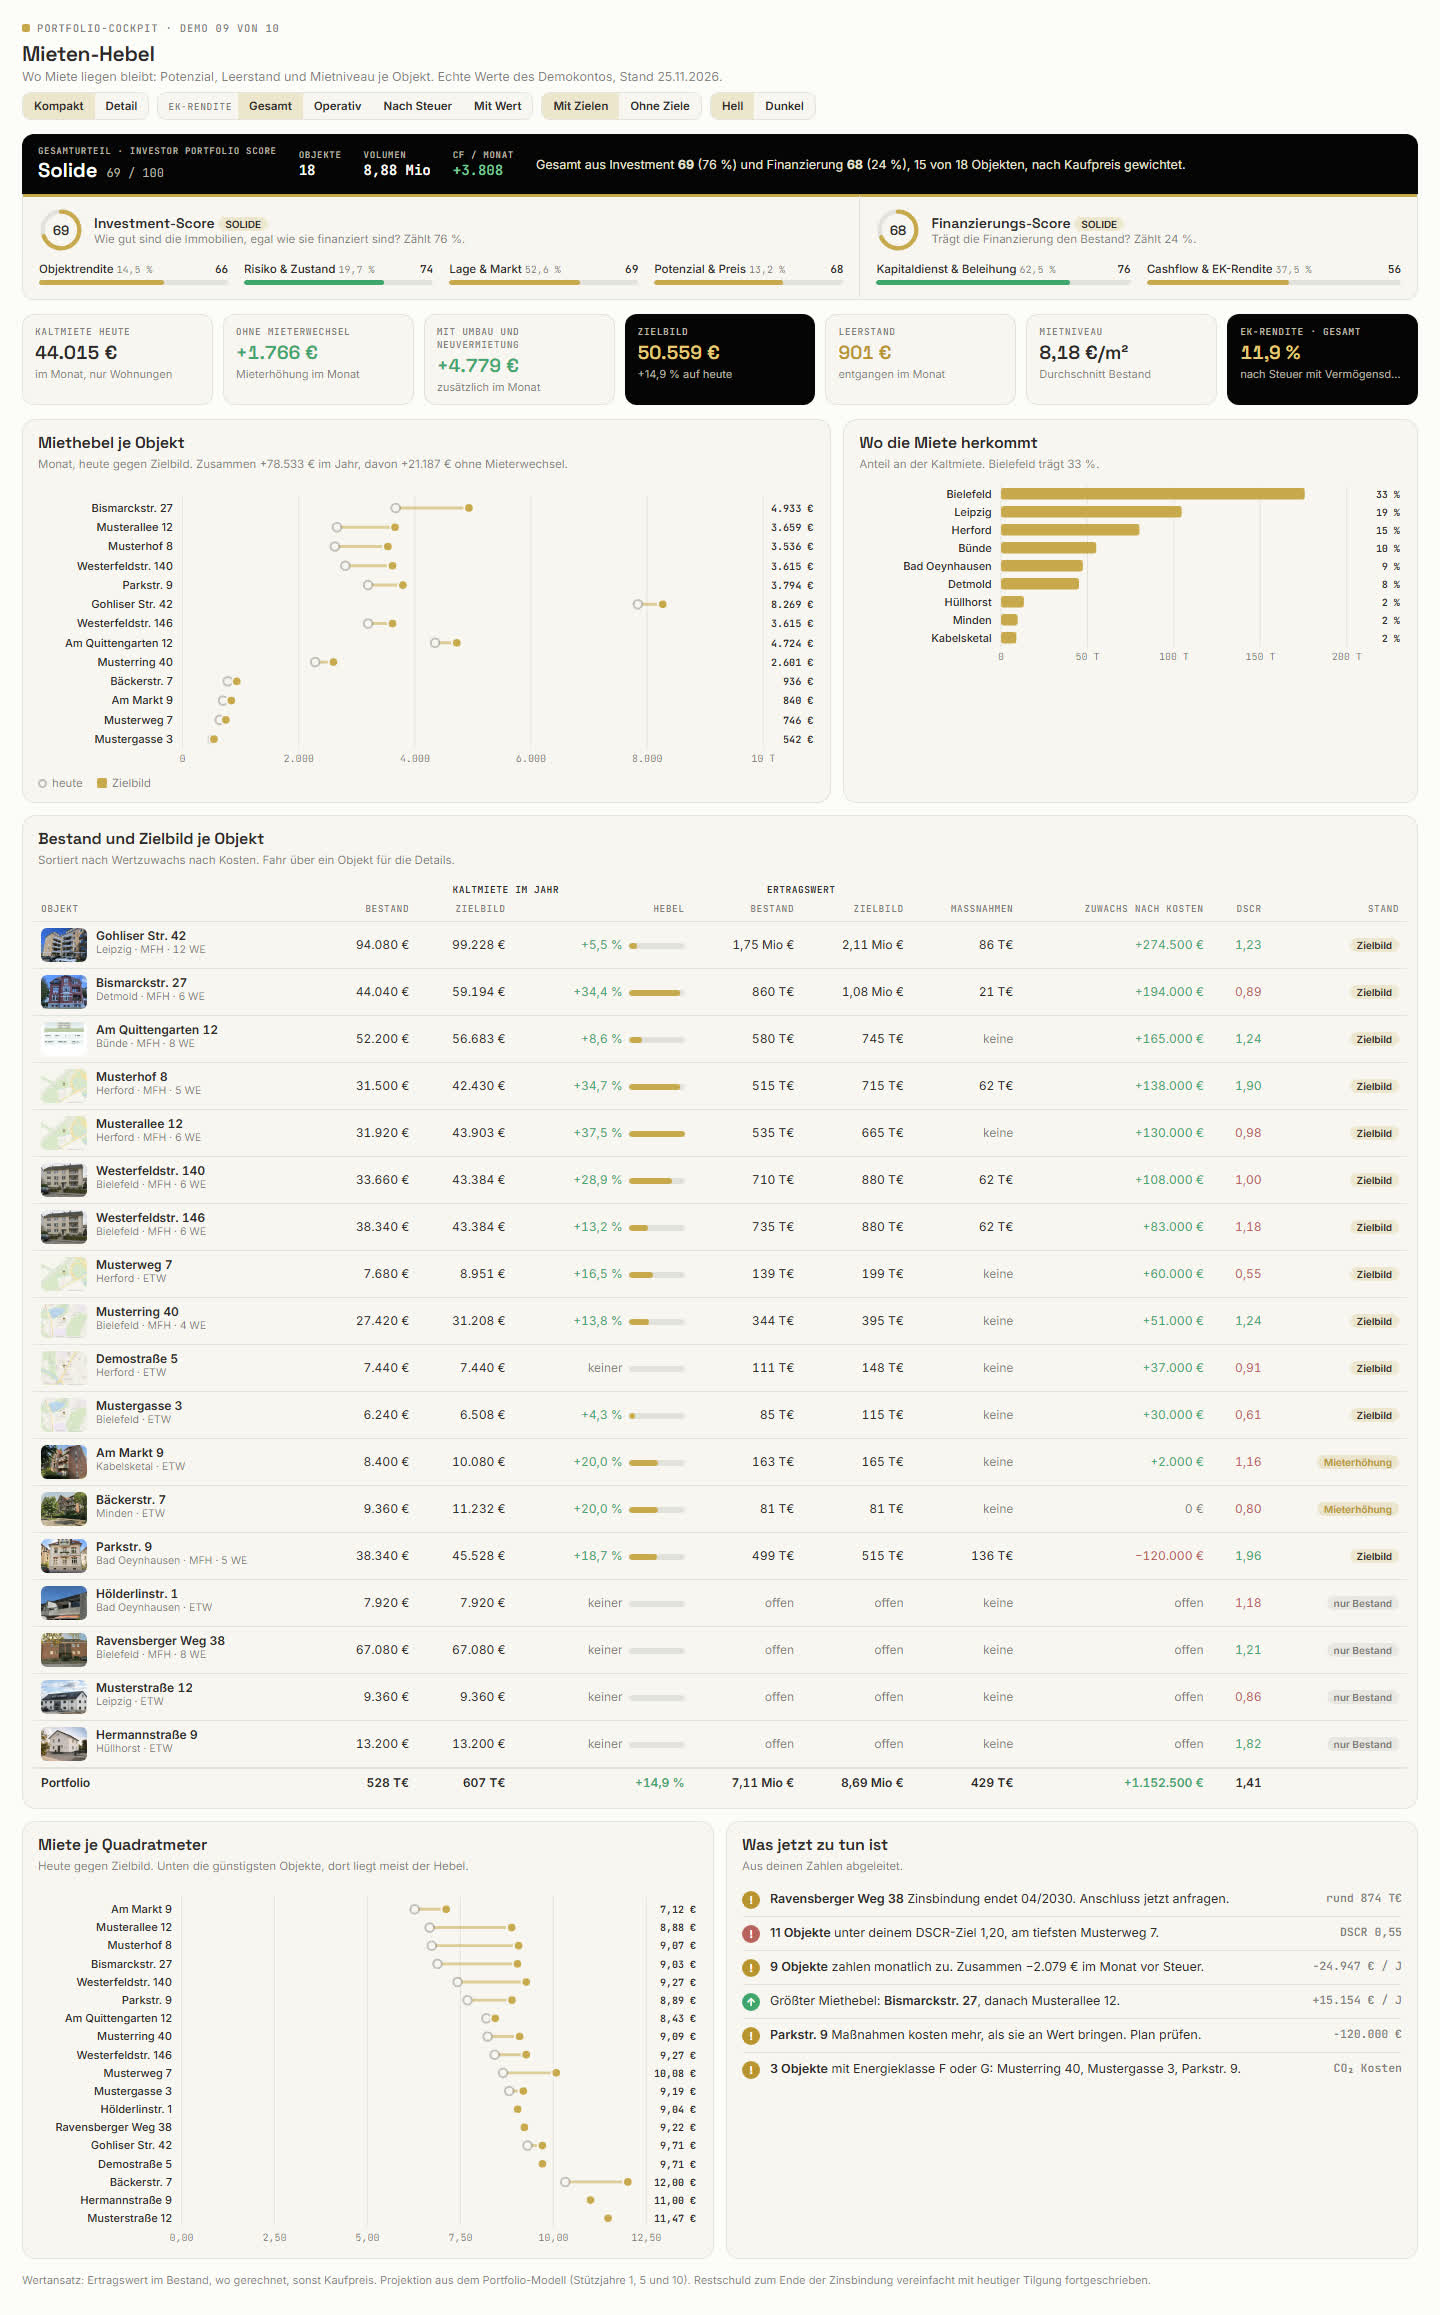 PORTFOLIO-COCKPIT · DEMO 09 VON 10
Mieten-Hebel
Wo Miete liegen bleibt: Potenzial, Leerstand und Mietniveau je Objekt. Echte Werte des Demokontos, Stand 25.11.2026.
Kompakt Detail EK-RENDITE Gesamt Operativ Nach Steuer Mit Wert Mit Zielen Ohne Ziele Hell Dunkel
GESAMTURTEIL · INVESTOR PORTFOLIO SCORE
Solide 69 / 100
OBJEKTE
18
VOLUMEN
8,88 Mio
CF / MONAT
+3.808
Gesamt aus Investment 69 (76 %) und Finanzierung 68 (24 %), 15 von 18 Objekten, nach Kaufpreis gewichtet.
69
Investment-Score SOLIDE
Wie gut sind die Immobilien, egal wie sie finanziert sind? Zählt 76 %.
Objektrendite 14,5 % 66
Risiko & Zustand 19,7 % 74
Lage & Markt 52,6 % 69
Potenzial & Preis 13,2 % 68
68
Finanzierungs-Score SOLIDE
Trägt die Finanzierung den Bestand? Zählt 24 %.
Kapitaldienst & Beleihung 62,5 % 76
Cashflow & EK-Rendite 37,5 % 56
KALTMIETE HEUTE
44.015 €
im Monat, nur Wohnungen
OHNE MIETERWECHSEL
+1.766 €
Mieterhöhung im Monat
MIT UMBAU UND
NEUVERMIETUNG
+4.779 €
zusätzlich im Monat
ZIELBILD
50.559 €
+14,9 % auf heute
LEERSTAND
901 €
entgangen im Monat
MIETNIVEAU
8,18 €/m²
Durchschnitt Bestand
EK-RENDITE · GESAMT
11,9 %
nach Steuer mit Vermögensd...
Miethebel je Objekt
Monat, heute gegen Zielbild. Zusammen +78.533 € im Jahr, davon +21.187 € ohne Mieterwechsel.
Bismarckstr. 27 4.933 €
Musterallee 12 3.659 €
Musterhof 8 3.536 €
Westerfeldstr. 140 3.615 €
Parkstr. 9 3.794 €
Gohliser Str. 42 8.269 €
Westerfeldstr. 146 3.615 €
Am Quittengarten 12 4.724 €
Musterring 40 2.601 €
Bäckerstr. 7 936 €
Am Markt 9 840 €
Musterweg 7 746 €
Mustergasse 3 542 €
0 2.000 4.000 6.000 8.000 10 T
heute Zielbild
Wo die Miete herkommt
Anteil an der Kaltmiete. Bielefeld trägt 33 %.
Bielefeld 33 %
Leipzig 19 %
Herford 15 %
Bünde 10 %
Bad Oeynhausen 9 %
Detmold 8 %
Hüllhorst 2 %
Minden 2 %
Kabelsketal 2 %
0 50 T 100 T 150 T 200 T
Bestand und Zielbild je Objekt
Sortiert nach Wertzuwachs nach Kosten. Fahr über ein Objekt für die Details.
KALTMIETE IM JAHR ERTRAGSWERT
OBJEKT BESTAND ZIELBILD HEBEL BESTAND ZIELBILD MASSNAHMEN ZUWACHS NACH KOSTEN DSCR STAND
Gohliser Str. 42
Leipzig · MFH · 12 WE
94.080 € 99.228 € +5,5 % 1,75 Mio € 2,11 Mio € 86 T€ +274.500 € 1,23 Zielbild
Bismarckstr. 27
Detmold · MFH · 6 WE
44.040 € 59.194 € +34,4 % 860 T€ 1,08 Mio € 21 T€ +194.000 € 0,89 Zielbild
Am Quittengarten 12
Bünde · MFH · 8 WE
52.200 € 56.683 € +8,6 % 580 T€ 745 T€ keine +165.000 € 1,24 Zielbild
Musterhof 8
Herford · MFH · 5 WE
31.500 € 42.430 € +34,7 % 515 T€ 715 T€ 62 T€ +138.000 € 1,90 Zielbild
Musterallee 12
Herford · MFH · 6 WE
31.920 € 43.903 € +37,5 % 535 T€ 665 T€ keine +130.000 € 0,98 Zielbild
Westerfeldstr. 140
Bielefeld · MFH · 6 WE
33.660 € 43.384 € +28,9 % 710 T€ 880 T€ 62 T€ +108.000 € 1,00 Zielbild
Westerfeldstr. 146
Bielefeld · MFH · 6 WE
38.340 € 43.384 € +13,2 % 735 T€ 880 T€ 62 T€ +83.000 € 1,18 Zielbild
Musterweg 7
Herford · ETW
7.680 € 8.951 € +16,5 % 139 T€ 199 T€ keine +60.000 € 0,55 Zielbild
Musterring 40
Bielefeld · MFH · 4 WE
27.420 € 31.208 € +13,8 % 344 T€ 395 T€ keine +51.000 € 1,24 Zielbild
Demostraße 5
Herford · ETW
7.440 € 7.440 € keiner 111 T€ 148 T€ keine +37.000 € 0,91 Zielbild
Mustergasse 3
Bielefeld · ETW
6.240 € 6.508 € +4,3 % 85 T€ 115 T€ keine +30.000 € 0,61 Zielbild
Am Markt 9
Kabelsketal · ETW
8.400 € 10.080 € +20,0 % 163 T€ 165 T€ keine +2.000 € 1,16 Mieterhöhung
Bäckerstr. 7
Minden · ETW
9.360 € 11.232 € +20,0 % 81 T€ 81 T€ keine 0 € 0,80 Mieterhöhung
Parkstr. 9
Bad Oeynhausen · MFH · 5 WE
38.340 € 45.528 € +18,7 % 499 T€ 515 T€ 136 T€ −120.000 € 1,96 Zielbild
Hölderlinstr. 1
Bad Oeynhausen · ETW
7.920 € 7.920 € keiner offen offen keine offen 1,18 nur Bestand
Ravensberger Weg 38
Bielefeld · MFH · 8 WE
67.080 € 67.080 € keiner offen offen keine offen 1,21 nur Bestand
Musterstraße 12
Leipzig · ETW
9.360 € 9.360 € keiner offen offen keine offen 0,86 nur Bestand
Hermannstraße 9
Hüllhorst · ETW
13.200 € 13.200 € keiner offen offen keine offen 1,82 nur Bestand
Portfolio 528 T€ 607 T€ +14,9 % 7,11 Mio € 8,69 Mio € 429 T€ +1.152.500 € 1,41
Miete je Quadratmeter
Heute gegen Zielbild. Unten die günstigsten Objekte, dort liegt meist der Hebel.
Am Markt 9 7,12 €
Musterallee 12 8,88 €
Musterhof 8 9,07 €
Bismarckstr. 27 9,03 €
Westerfeldstr. 140 9,27 €
Parkstr. 9 8,89 €
Am Quittengarten 12 8,43 €
Musterring 40 9,09 €
Westerfeldstr. 146 9,27 €
Musterweg 7 10,08 €
Mustergasse 3 9,19 €
Hölderlinstr. 1 9,04 €
Ravensberger Weg 38 9,22 €
Gohliser Str. 42 9,71 €
Demostraße 5 9,71 €
Bäckerstr. 7 12,00 €
Hermannstraße 9 11,00 €
Musterstraße 12 11,47 €
0,00 2,50 5,00 7,50 10,00 12,50
Was jetzt zu tun ist
Aus deinen Zahlen abgeleitet.
! Ravensberger Weg 38 Zinsbindung endet 04/2030. Anschluss jetzt anfragen. rund 874 T€
! 11 Objekte unter deinem DSCR-Ziel 1,20, am tiefsten Musterweg 7. DSCR 0,55
! 9 Objekte zahlen monatlich zu. Zusammen −2.079 € im Monat vor Steuer. -24.947 € / J
↑ Größter Miethebel: Bismarckstr. 27, danach Musterallee 12. +15.154 € / J
! Parkstr. 9 Maßnahmen kosten mehr, als sie an Wert bringen. Plan prüfen. -120.000 €
! 3 Objekte mit Energieklasse F oder G: Musterring 40, Mustergasse 3, Parkstr. 9. CO₂ Kosten
Wertansatz: Ertragswert im Bestand, wo gerechnet, sonst Kaufpreis. Projektion aus dem Portfolio-Modell (Stützjahre 1, 5 und 10). Restschuld zum Ende der Zinsbindung vereinfacht mit heutiger Tilgung fortgeschrieben.